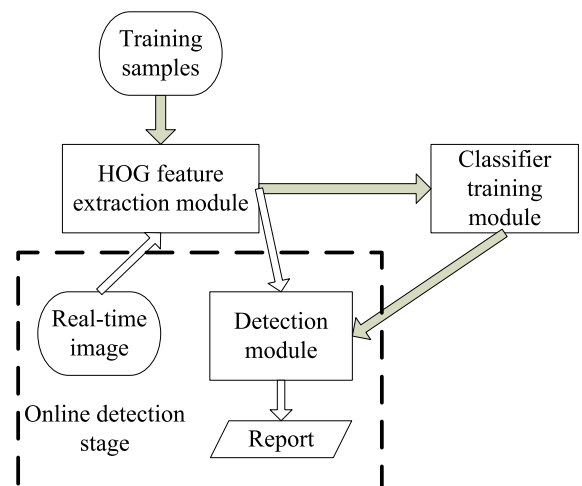 Training
samples
HOG feature
extraction module
Classifier
training
module
Real-time
image
Detection
module
Online detection
stage
Report